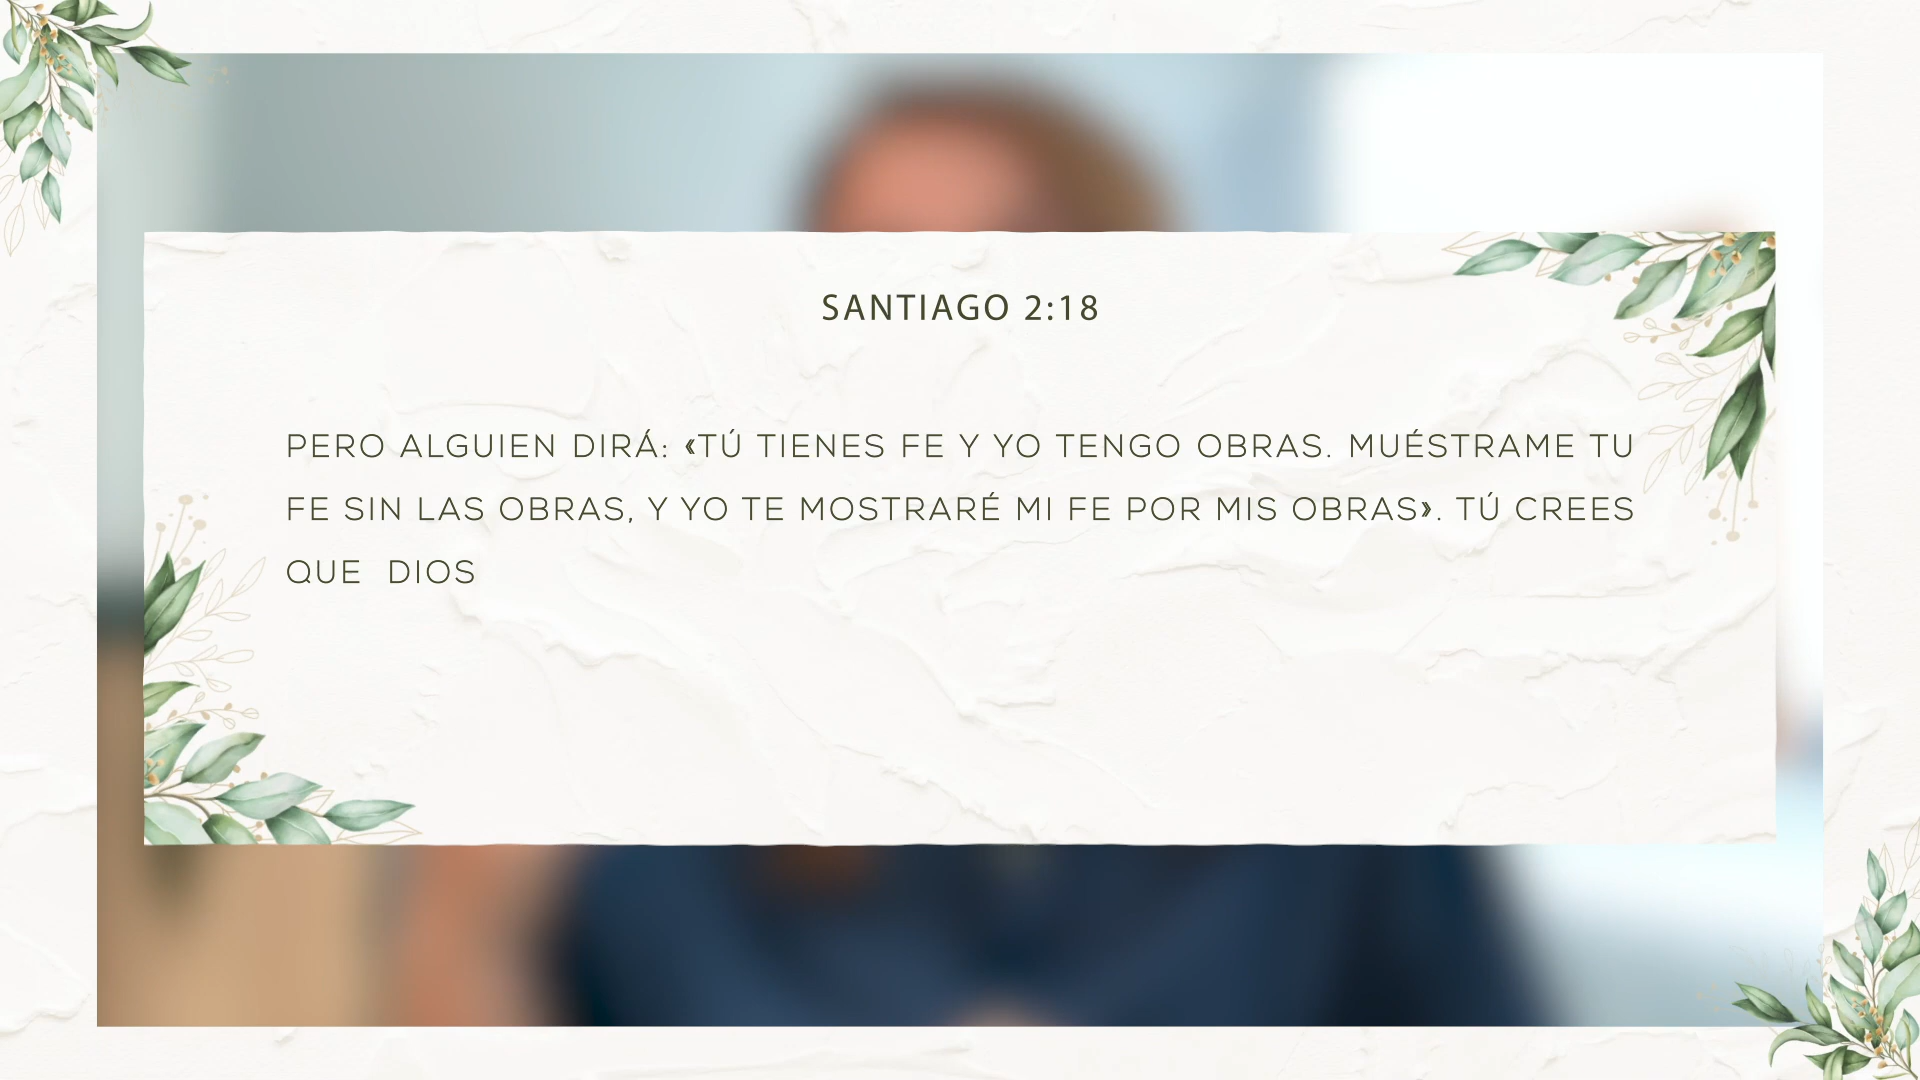 SANTIAGO 2:18
PERO ALGUIEN DIRÁ: «TÚ TIENES FE Y YO TENGO OBRAS. MUÉSTRAME TU
FE SIN LAS OBRAS, Y YO TE MOSTRARÉ MI FE POR MIS OBRAS». TÚ CREES
QUE DIOS